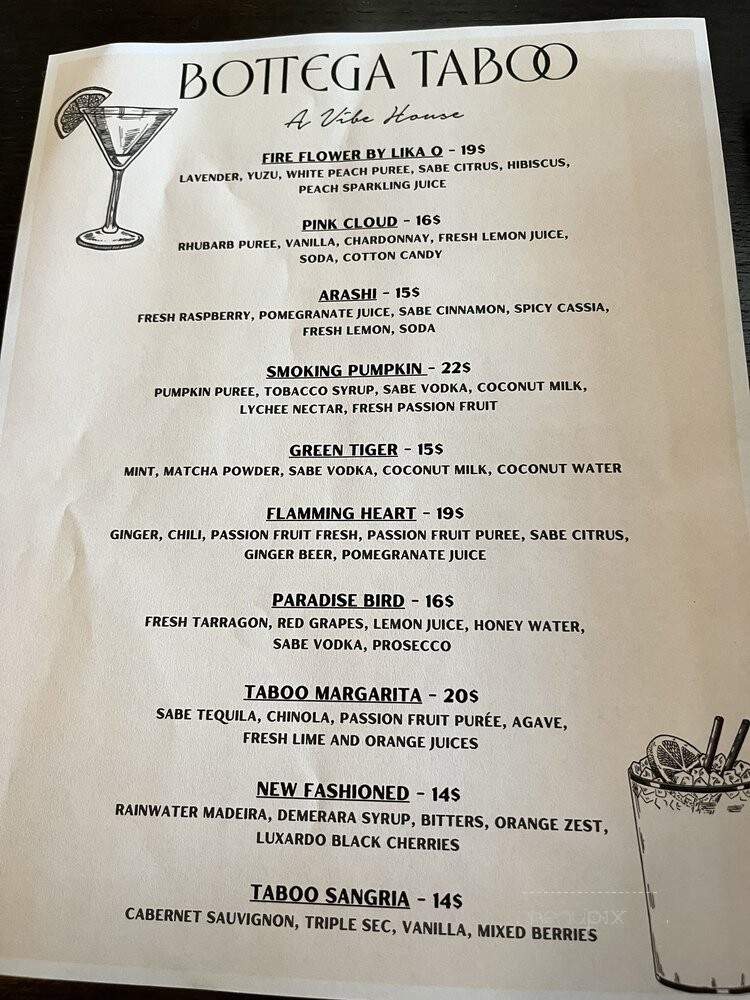 BOTTEGA TABOO
A Vibe House
FIRE FLOWER BY LIKA O - 19$
LAVENDER, YUZU, WHITE PEACH PUREE, SABE CITRUS, HIBISCUS,
PEACH SPARKLING JUICE
PINK CLOUD - 16$
RHUBARB PUREE, VANILLA, CHARDONNAY, FRESH LEMON JUICE,
SODA, COTTON CANDY
ARASHI - 15$
FRESH RASPBERRY, POMEGRANATE JUICE, SABE CINNAMON, SPICY CASSIA,
FRESH LEMON, SODA
SMOKING PUMPKIN - 22$
PUMPKIN PUREE, TOBACCO SYRUP, SABE VODKA, COCONUT MILK,
LYCHEE NECTAR, FRESH PASSION FRUIT
GREEN TIGER - 15$
MINT, MATCHA POWDER, SABE VODKA, COCONUT MILK, COCONUT WATER
FLAMMING HEART - 19$
GINGER, CHILI, PASSION FRUIT FRESH, PASSION FRUIT PUREE, SABE CITRUS,
GINGER BEER, POMEGRANATE JUICE
PARADISE BIRD - 16$
FRESH TARRAGON, RED GRAPES, LEMON JUICE, HONEY WATER,
SABE VODKA, PROSECCO
TABOO MARGARITA - 20$
SABE TEQUILA, CHINOLA, PASSION FRUIT PURÉE, AGAVE,
FRESH LIME AND ORANGE JUICES
NEW FASHIONED - 14$
RAINWATER MADEIRA, DEMERARA SYRUP, BITTERS, ORANGE ZEST,
LUXARDO BLACK CHERRIES
TABOO SANGRIA - 14$
CABERNET SAUVIGNON, TRIPLE SEC, VANILLA, MIXED BERRIES